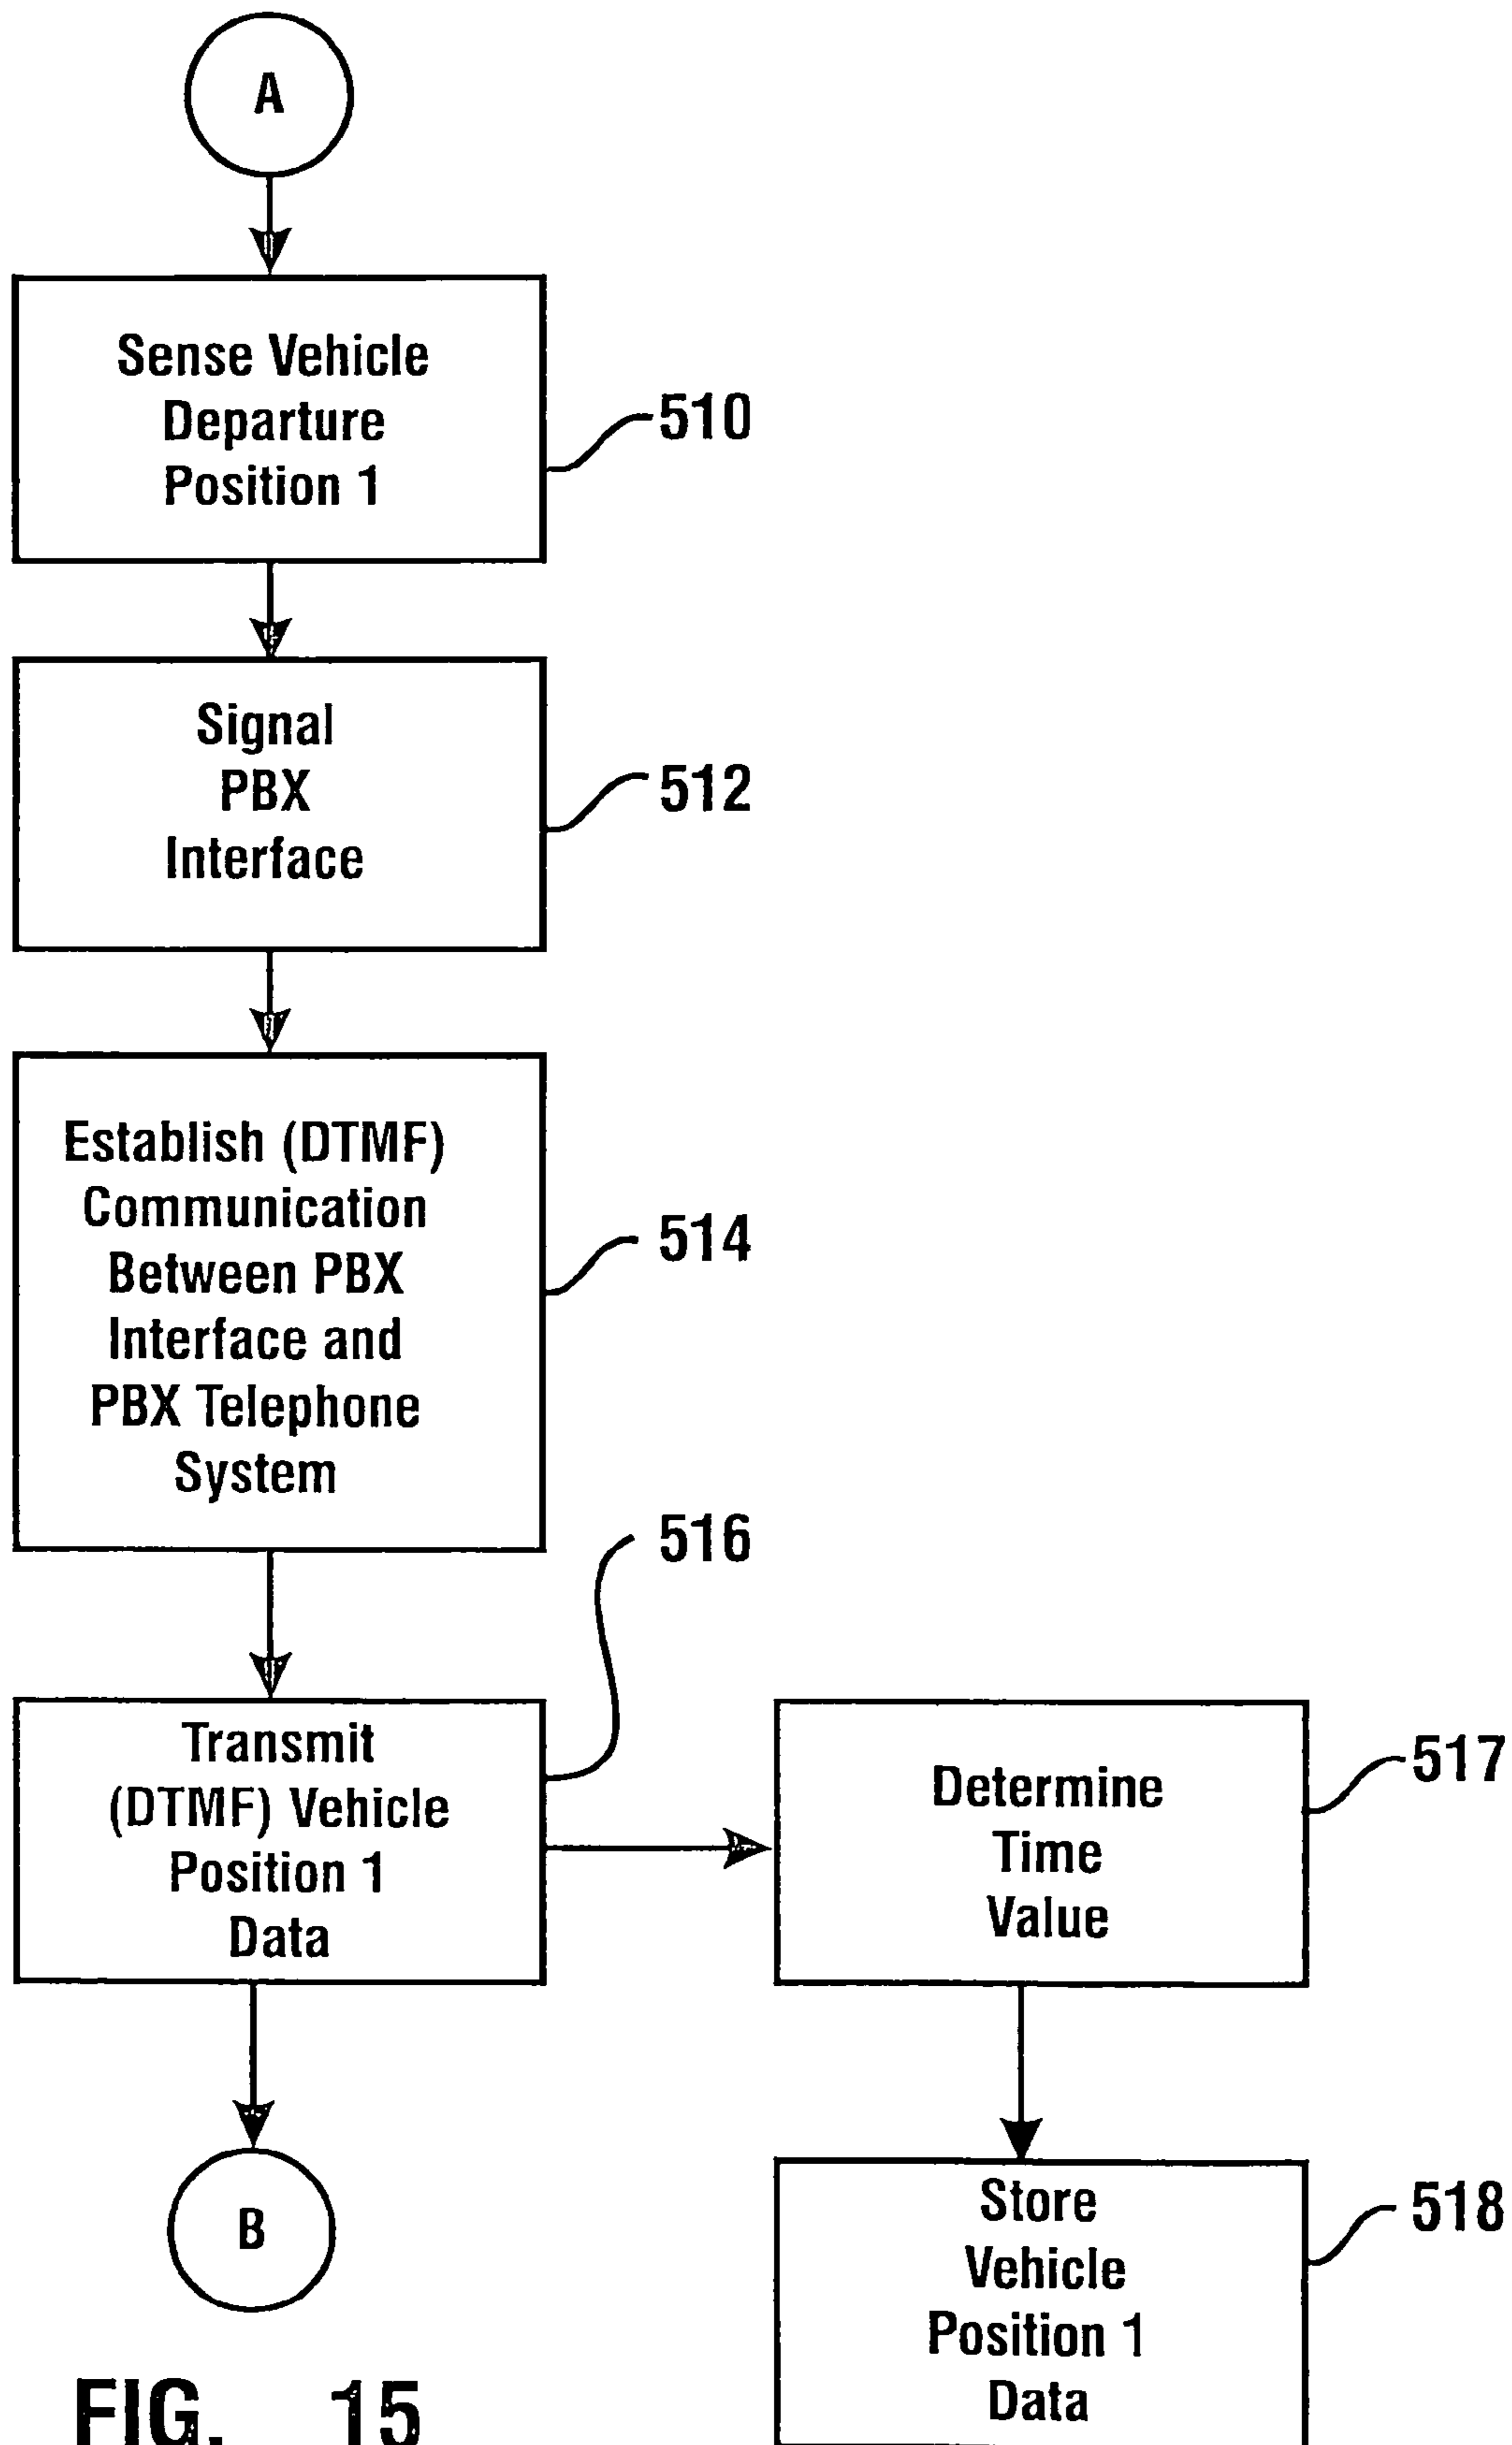 A
Sense Vehicle
Departure
Position 1
510
Signal
PBX
Interface
512
Establish (DTMF)
Communication
Between PBX
Interface and
PBX Telephone
System
514
516
Transmit
(DTMF) Vehicle
Position 1
Data
Determine
Time
Value
517
B
Store
Vehicle
Position 1
Data
518
FIG. 15